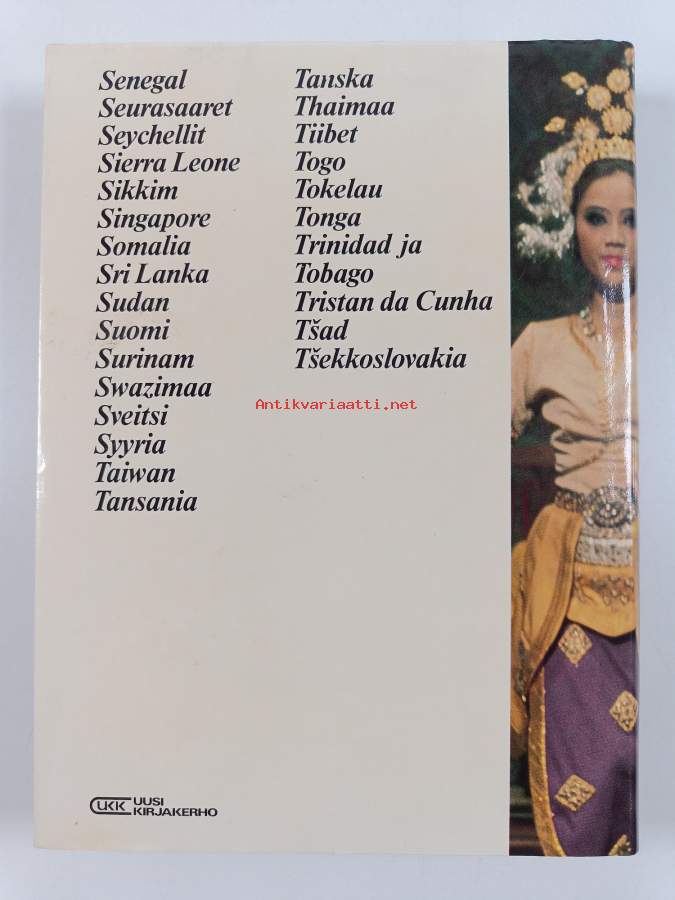 Senegal
Seurasaaret
Seychellit
Sierra Leone
Sikkim
Singapore
Somalia
Sri Lanka
Sudan
Suomi
Surinam
Swazimaa
Sveitsi
Syyria
Taiwan
Tansania
Tanska
Thaimaa
Tiibet
Togo
Tokelau
Tonga
Trinidad ja
Tobago
Tristan da Cunha
Tšad
Tšekkoslovakia
Antikvariaatti.net
UKK UUSI
KIRJAKERHO